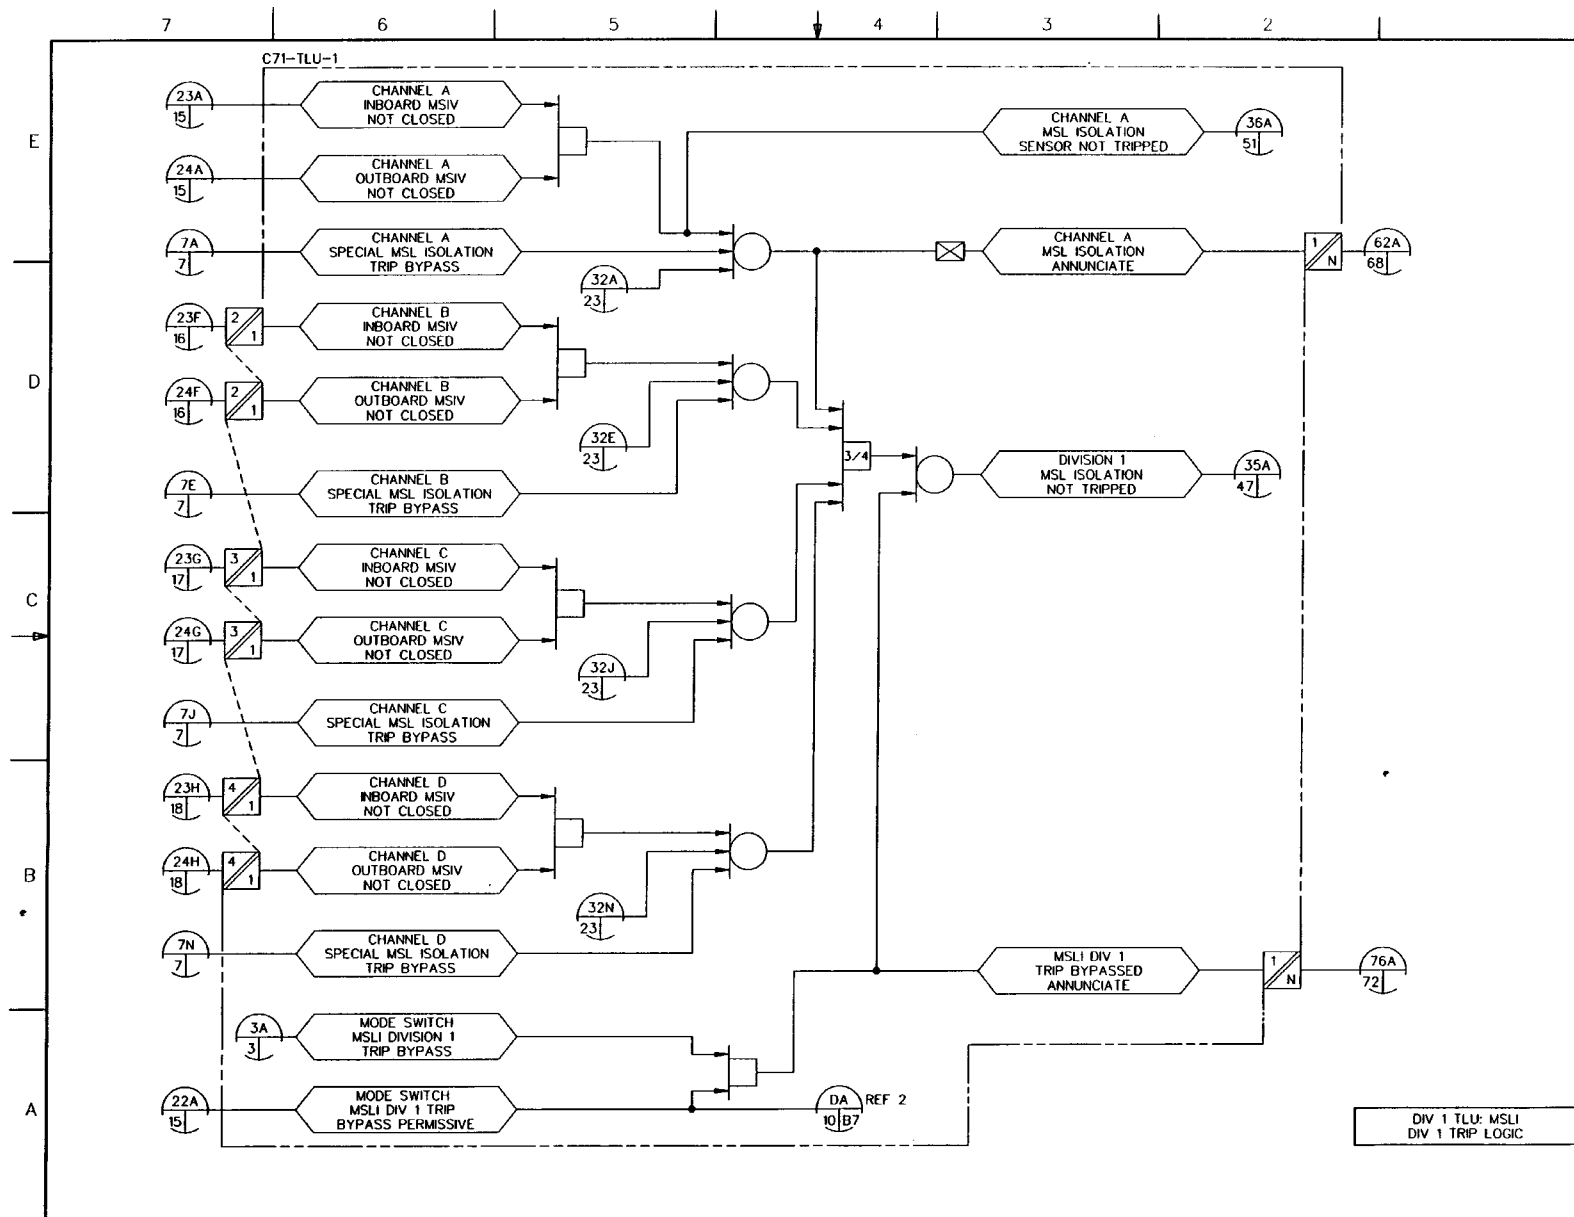 7 6 5 4 3 2
C71-TLU-1
E
23A
15
CHANNEL A
INBOARD MSIV
NOT CLOSED
CHANNEL A
MSL ISOLATION
SENSOR NOT TRIPPED
36A
51
24A
15
CHANNEL A
OUTBOARD MSIV
NOT CLOSED
7A
7
CHANNEL A
SPECIAL MSL ISOLATION
TRIP BYPASS
32A
23
CHANNEL A
MSL ISOLATION
ANNUNCIATE
1
N
62A
68
D
23F
16
2
1
CHANNEL B
INBOARD MSIV
NOT CLOSED
24F
16
2
1
CHANNEL B
OUTBOARD MSIV
NOT CLOSED
32E
23
3/4
DIVISION 1
MSL ISOLATION
NOT TRIPPED
35A
47
7E
7
CHANNEL B
SPECIAL MSL ISOLATION
TRIP BYPASS
C
23G
17
3
1
CHANNEL C
INBOARD MSIV
NOT CLOSED
24G
17
3
1
CHANNEL C
OUTBOARD MSIV
NOT CLOSED
32J
23
7J
7
CHANNEL C
SPECIAL MSL ISOLATION
TRIP BYPASS
B
23H
18
4
1
CHANNEL D
INBOARD MSIV
NOT CLOSED
24H
18
4
1
CHANNEL D
OUTBOARD MSIV
NOT CLOSED
32N
23
7N
7
CHANNEL D
SPECIAL MSL ISOLATION
TRIP BYPASS
MSLI DIV 1
TRIP BYPASSED
ANNUNCIATE
1
N
76A
72
A
3A
3
MODE SWITCH
MSLI DIVISION 1
TRIP BYPASS
22A
15
MODE SWITCH
MSLI DIV 1 TRIP
BYPASS PERMISSIVE
DA
10 B7
REF 2
DIV 1 TLU: MSLI
DIV 1 TRIP LOGIC